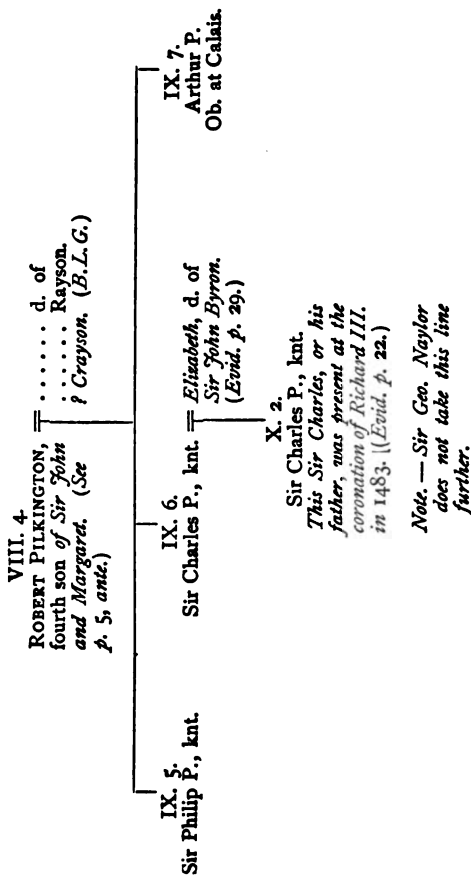 VIII. 4.
ROBERT PILKINGTON,
fourth son of Sir John
and Margaret. (See
p. 5, ante.)
...... d. of
...... Rayson.
? Crayson. (B.L.G.)
IX. 5.
Sir Philip P., knt.
IX. 6.
Sir Charles P., knt.
Elizabeth, d. of
Sir John Byron.
(Evid. p. 29.)
IX. 7.
Arthur P.
Ob. at Calais.
X. 2.
Sir Charles P., knt.
This Sir Charles, or his
father, was present at the
coronation of Richard III.
in 1483. (Evid. p. 22.)
Note. — Sir Geo. Naylor
does not take this line
further.